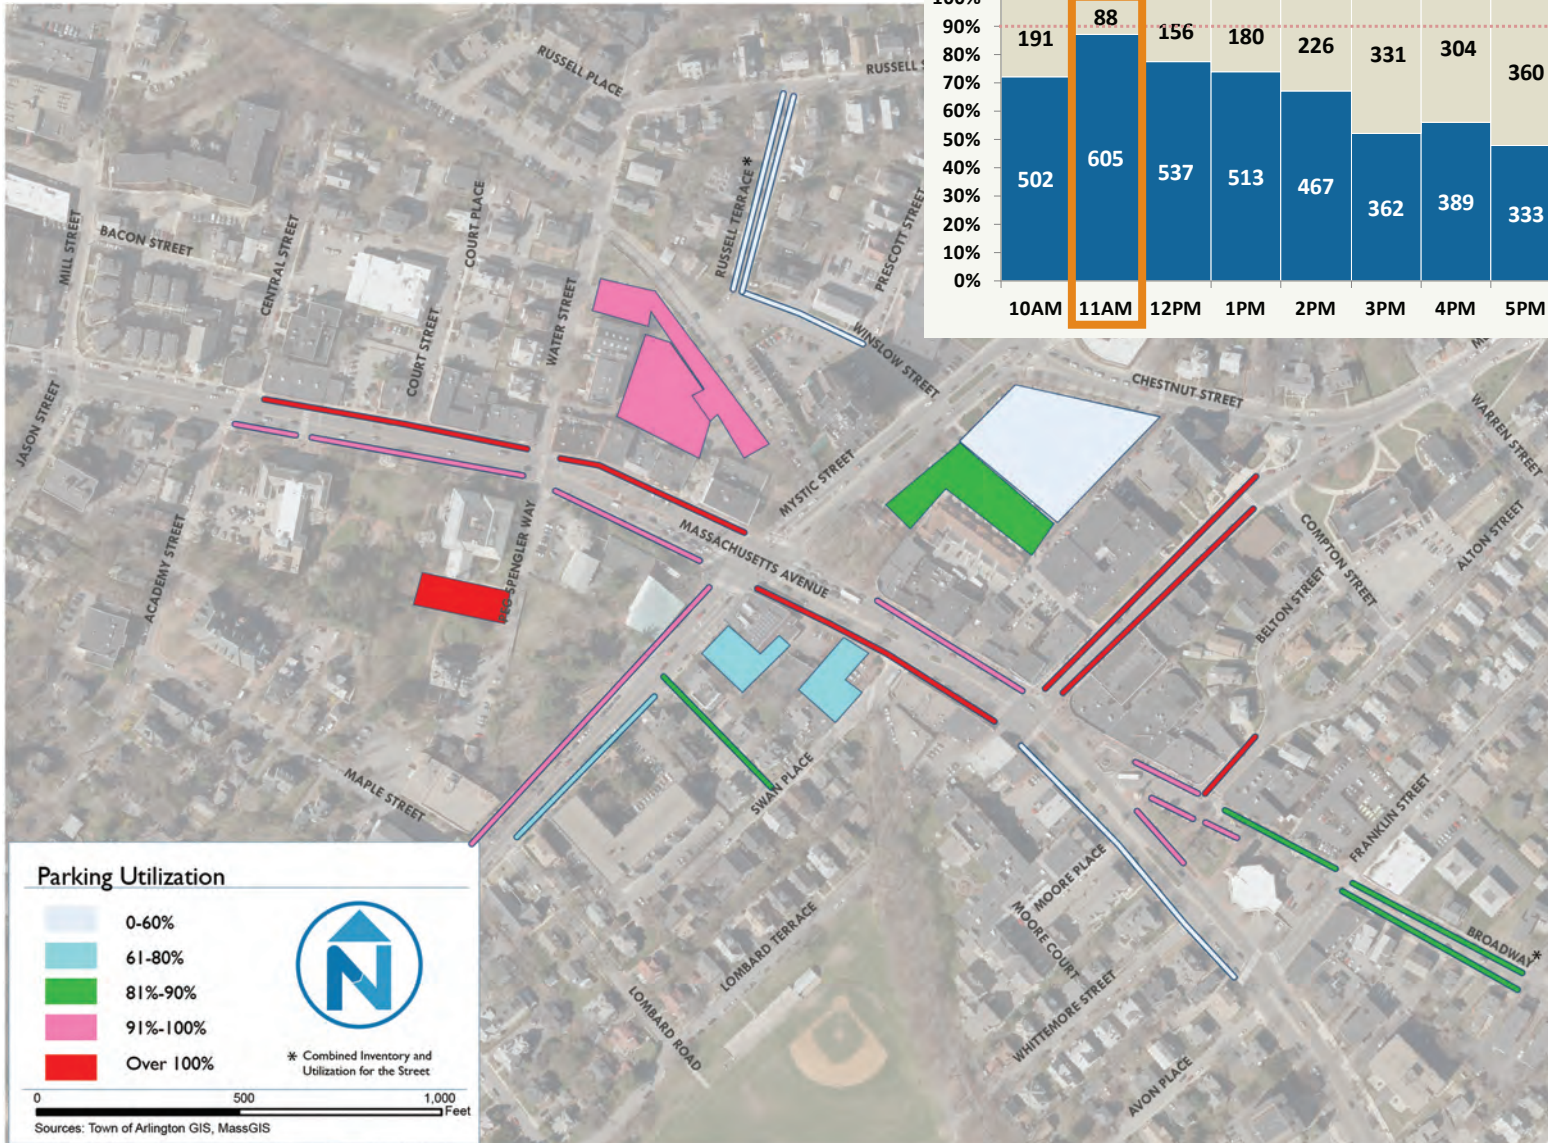 100%
90%
80%
70%
60%
50%
40%
30%
20%
10%
0%
191
88
156
180
226
331
304
360
502
605
537
513
467
362
389
333
10AM
11AM
12PM
1PM
2PM
3PM
4PM
5PM
RUSSELL PLACE
RUSSELL
RUSSELL TERRACE *
PRESCOTT STREET
COURT PLACE
MILL STREET
BACON STREET
CENTRAL STREET
WATER STREET
COURT STREET
WINSLOW STREET
CHESTNUT STREET
WARREN STREET
JASON STREET
MYSTIC STREET
MASSACHUSETTS AVENUE
ACADEMY STREET
SPENGLER WAY
COMPTON STREET
ALTON STREET
BELTON STREET
MAPLE STREET
SWAN PLACE
FRANKLIN STREET
MOORE PLACE
MOORE COURT
BROADWAY *
LOMBARD TERRACE
LOMBARD ROAD
WHITTEMORE STREET
AVON PLACE
Parking Utilization
0-60%
61-80%
81%-90%
91%-100%
Over 100%
N
* Combined Inventory and
Utilization for the Street
0 500 1,000
Feet
Sources: Town of Arlington GIS, MassGIS